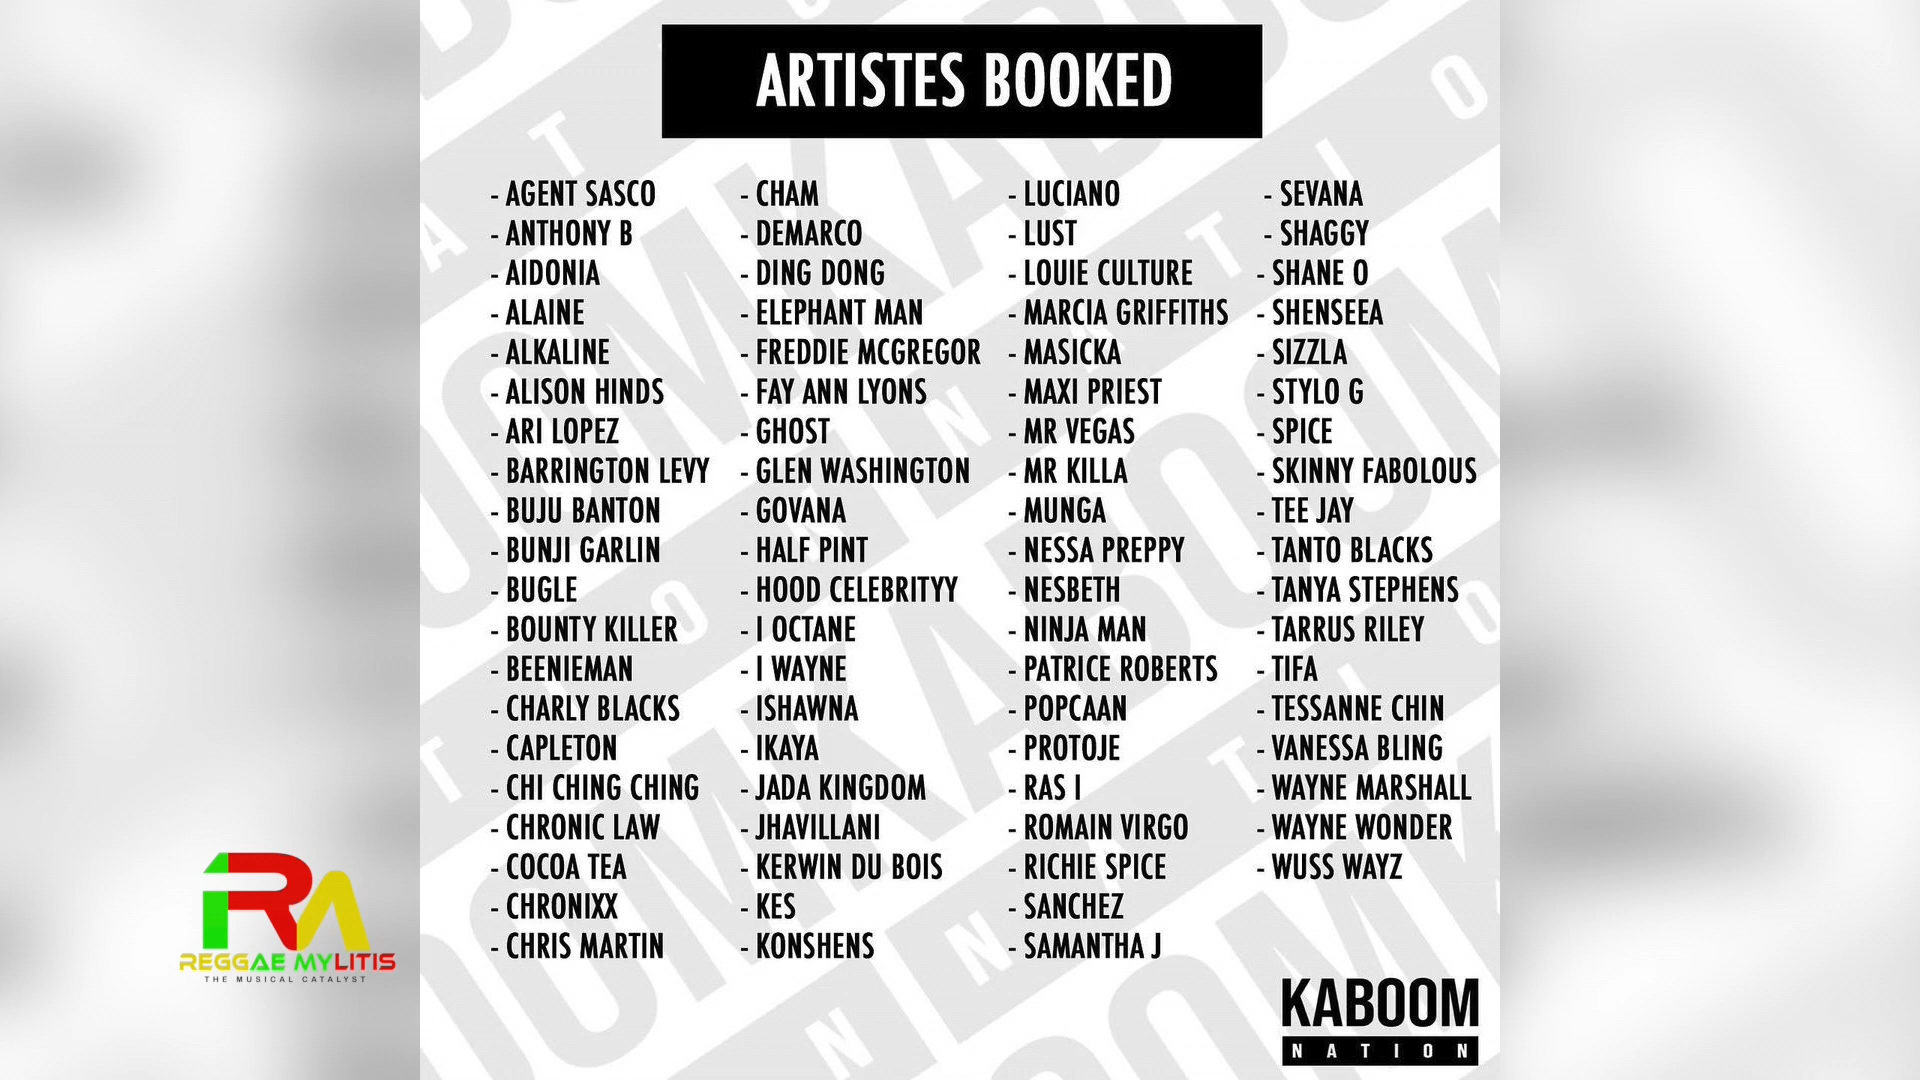 ARTISTES BOOKED
- AGENT SASCO
- ANTHONY B
- AIDONIA
- ALAINE
- ALKALINE
- ALISON HINDS
- ARI LOPEZ
- BARRINGTON LEVY
- BUJU BANTON
- BUNJI GARLIN
- BUGLE
- BOUNTY KILLER
- BEENIEMAN
- CHARLY BLACKS
- CAPLETON
- CHI CHING CHING
- CHRONIC LAW
- COCOA TEA
- CHRONIXX
- CHRIS MARTIN
- CHAM
- DEMARCO
- DING DONG
- ELEPHANT MAN
- FREDDIE MCGREGOR
- FAY ANN LYONS
- GHOST
- GLEN WASHINGTON
- GOVANA
- HALF PINT
- HOOD CELEBRITYY
- I OCTANE
- I WAYNE
- ISHAWNA
- IKAYA
- JADA KINGDOM
- JHAVILLANI
- KERWIN DU BOIS
- KES
- KONSHENS
- LUCIANO
- LUST
- LOUIE CULTURE
- MARCIA GRIFFITHS
- MASICKA
- MAXI PRIEST
- MR VEGAS
- MR KILLA
- MUNGA
- NESSA PREPPY
- NESBETH
- NINJA MAN
- PATRICE ROBERTS
- POPCAAN
- PROTOJE
- RAS I
- ROMAIN VIRGO
- RICHIE SPICE
- SANCHEZ
- SAMANTHA J
- SEVANA
- SHAGGY
- SHANE O
- SHENSEEA
- SIZZLA
- STYLO G
- SPICE
- SKINNY FABOLOUS
- TEE JAY
- TANTO BLACKS
- TANYA STEPHENS
- TARRUS RILEY
- TIFA
- TESSANNE CHIN
- VANESSA BLING
- WAYNE MARSHALL
- WAYNE WONDER
- WUSS WAYZ
RM
REGGAE MYLITIS
THE MUSICAL CATALYST
KABOOM
NATION